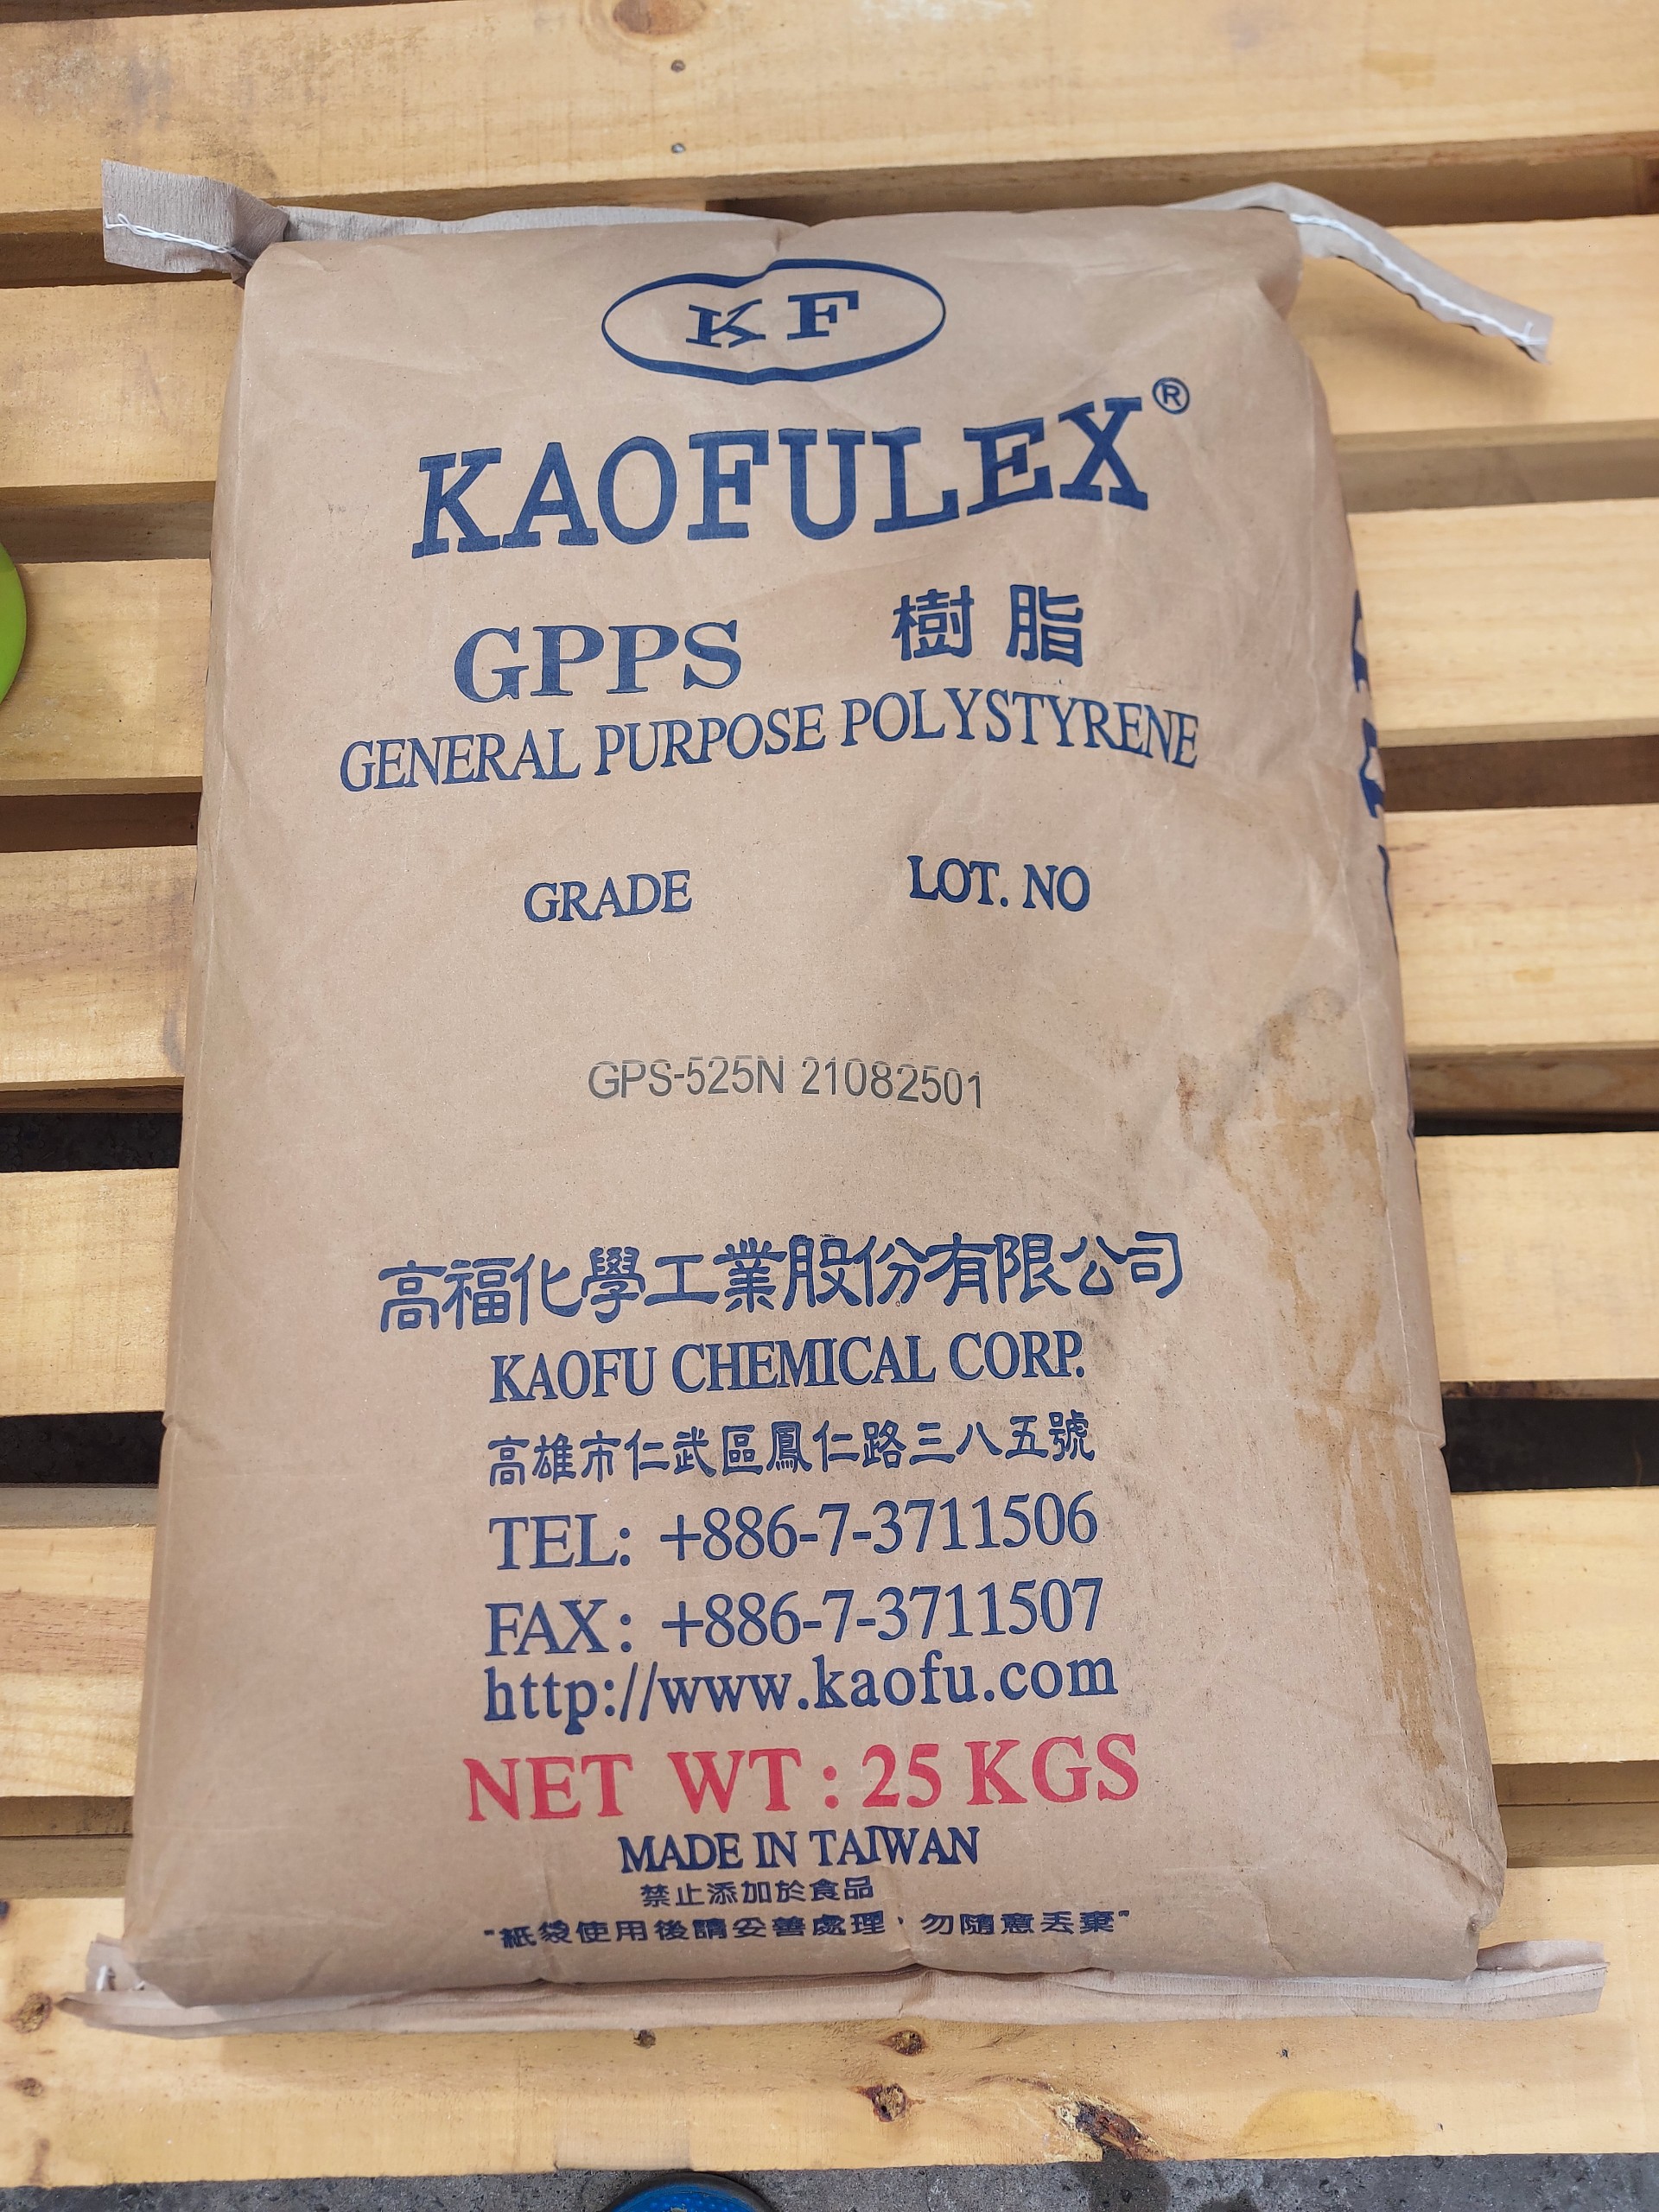 KF
KAOFULEX®
GPPS 樹脂
GENERAL PURPOSE POLYSTYRENE
GRADE LOT. NO
GPS-525N 21082501
高福化學工業股份有限公司
KAOFU CHEMICAL CORP.
高雄市仁武區鳳仁路三八五號
TEL: +886-7-3711506
FAX: +886-7-3711507
http://www.kaofu.com
NET WT: 25 KGS
MADE IN TAIWAN
禁止添加於食品
"紙袋使用後請妥善處理，勿隨意丟棄"